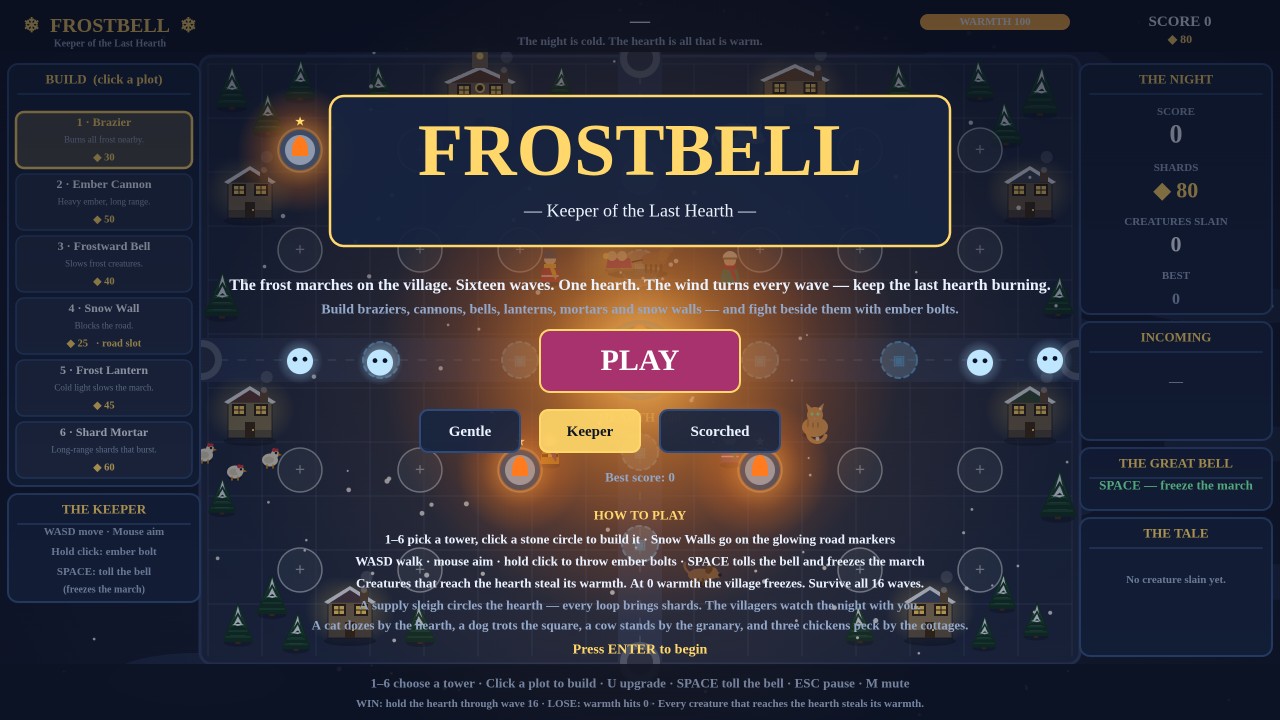 ❄ FROSTBELL ❄
Keeper of the Last Hearth
—
The night is cold. The hearth is all that is warm.
WARMTH 100
SCORE 0
◆ 80
BUILD (click a plot)
1 · Brazier
Burns all frost nearby.
◆ 30
2 · Ember Cannon
Heavy ember, long range.
◆ 50
3 · Frostward Bell
Slows frost creatures.
◆ 40
4 · Snow Wall
Blocks the road.
◆ 25 · road slot
5 · Frost Lantern
Cold light slows the march.
◆ 45
6 · Shard Mortar
Long-range shards that burst.
◆ 60
THE KEEPER
WASD move · Mouse aim
Hold click: ember bolt
SPACE: toll the bell
(freezes the march)
FROSTBELL
— Keeper of the Last Hearth —
The frost marches on the village. Sixteen waves. One hearth. The wind turns every wave — keep the last hearth burning.
Build braziers, cannons, bells, lanterns, mortars and snow walls — and fight beside them with ember bolts.
PLAY
Gentle
Keeper
Scorched
Best score: 0
HOW TO PLAY
1–6 pick a tower, click a stone circle to build it · Snow Walls go on the glowing road markers
WASD walk · mouse aim · hold click to throw ember bolts · SPACE tolls the bell and freezes the march
Creatures that reach the hearth steal its warmth. At 0 warmth the village freezes. Survive all 16 waves.
A supply sleigh circles the hearth — every loop brings shards. The villagers watch the night with you.
A cat dozes by the hearth, a dog trots the square, a cow stands by the granary, and three chickens peck by the cottages.
Press ENTER to begin
THE NIGHT
SCORE
0
SHARDS
◆ 80
CREATURES SLAIN
0
BEST
0
INCOMING
—
THE GREAT BELL
SPACE — freeze the march
THE TALE
No creature slain yet.
1–6 choose a tower · Click a plot to build · U upgrade · SPACE toll the bell · ESC pause · M mute
WIN: hold the hearth through wave 16 · LOSE: warmth hits 0 · Every creature that reaches the hearth steals its warmth.